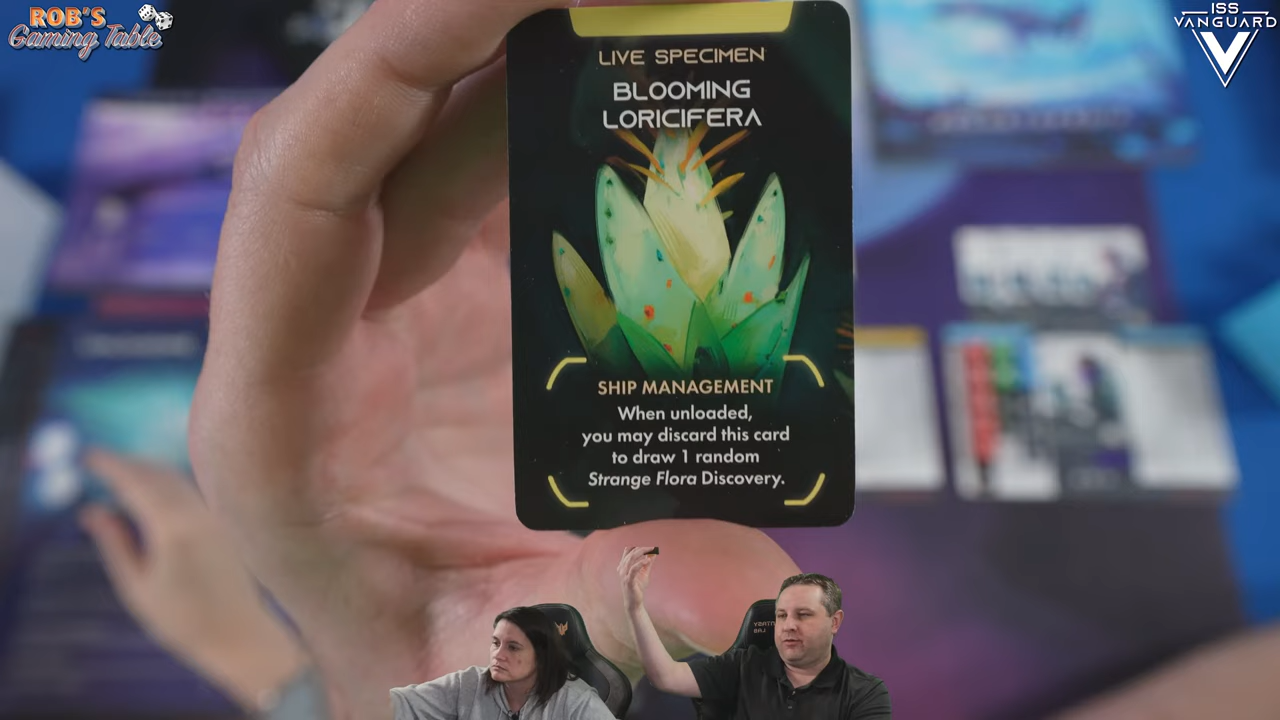 ROB'S
Gaming Table
ISS
VANGUARD
LIVE SPECIMEN
BLOOMING
LORICIFERA
SHIP MANAGEMENT
When unloaded,
you may discard this card
to draw 1 random
Strange Flora Discovery.